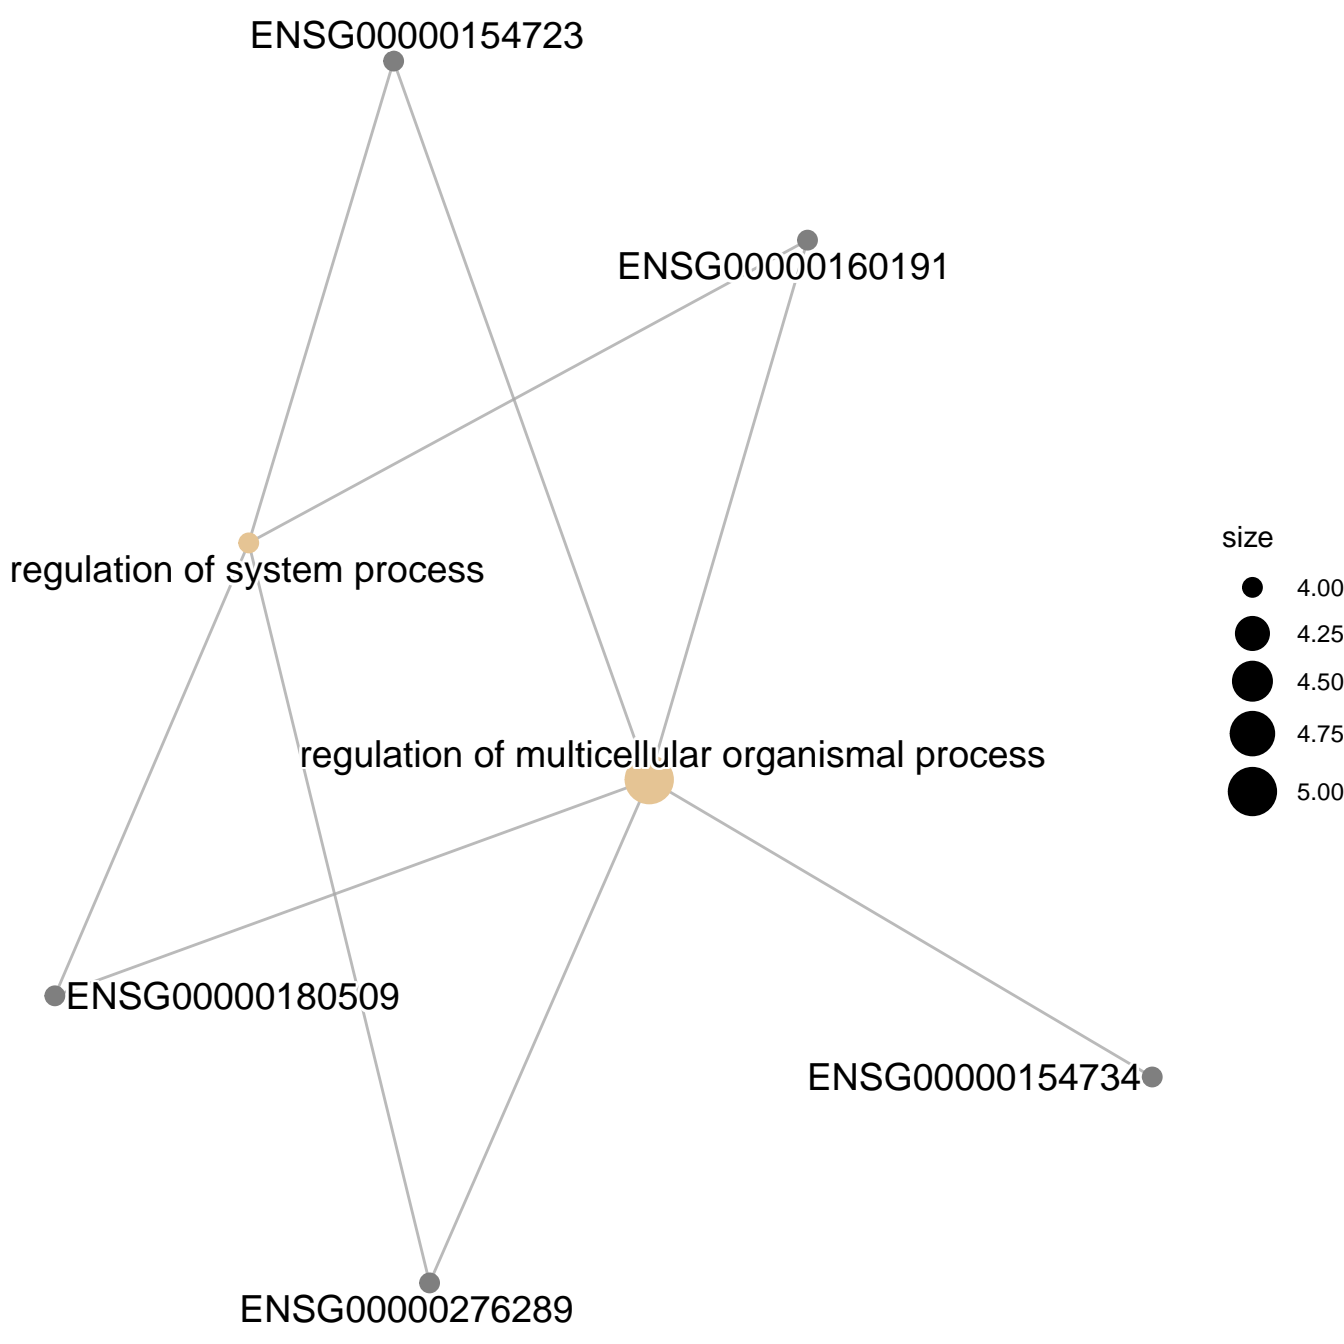 ENSG00000154723
ENSG00000160191
regulation of system process
regulation of multicellular organismal process
ENSG00000180509
ENSG00000154734
ENSG00000276289
size
4.00
4.25
4.50
4.75
5.00